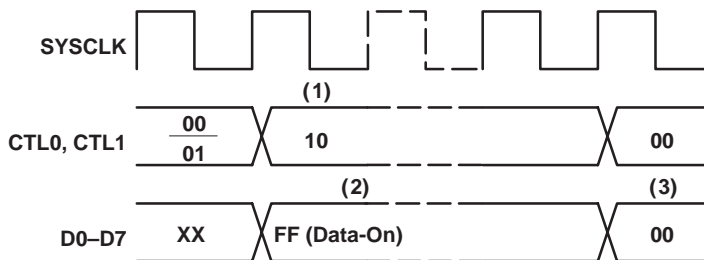 SYSCLK
(1)
CTL0, CTL1
00
01
10
00
(2)
(3)
D0–D7
XX
FF (Data-On)
00